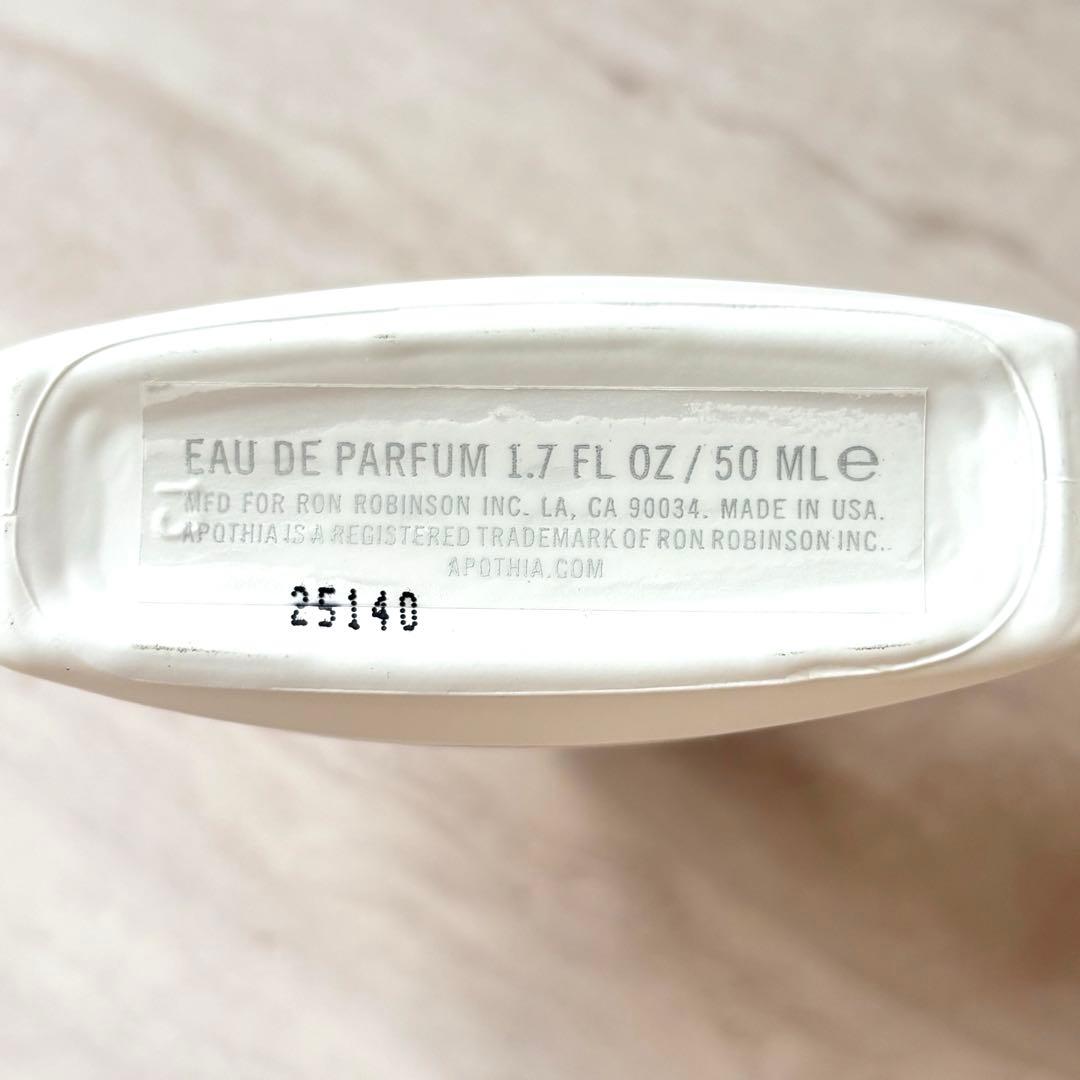 EAU DE PARFUM 1.7 FL OZ / 50 ML e
MFD FOR RON ROBINSON INC. LA, CA 90034. MADE IN USA.
APOTHIA IS A REGISTERED TRADEMARK OF RON ROBINSON INC.
APOTHIA.COM
25140